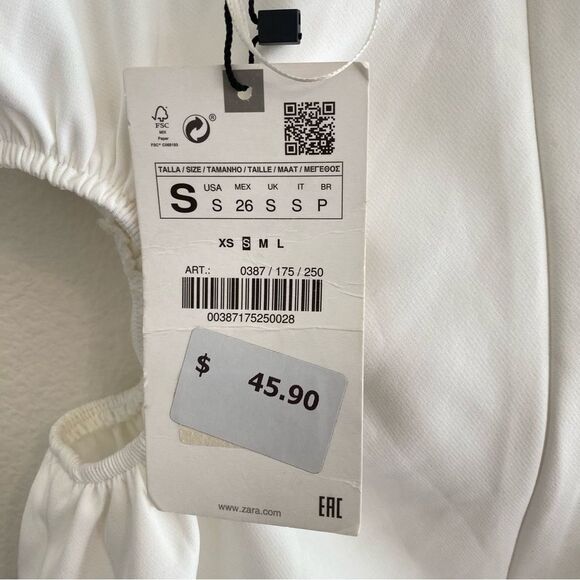 FSC
MIX
Paper
®
TALLA / SIZE / TAMANHO / TAILLE / MAAT / ΜΕΓΕΘΟΣ
S USA MEX UK IT BR
S 26 S S P
XS S M L
ART.: 0387 / 175 / 250
00387175250028
$ 45.90
www.zara.com
EAC